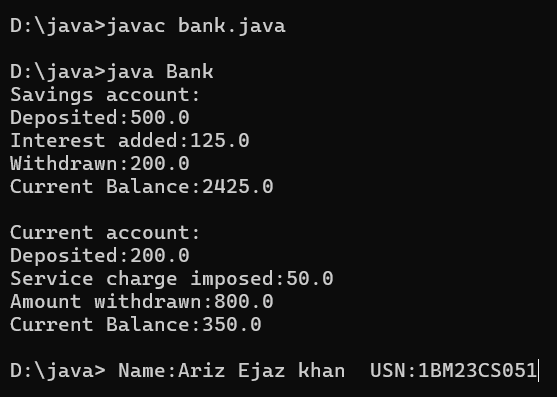 D:\java>javac bank.java
D:\java>java Bank
Savings account:
Deposited:500.0
Interest added:125.0
Withdrawn:200.0
Current Balance:2425.0
Current account:
Deposited:200.0
Service charge imposed:50.0
Amount withdrawn:800.0
Current Balance:350.0
D:\java> Name:Ariz Ejaz khan  USN:1BM23CS051